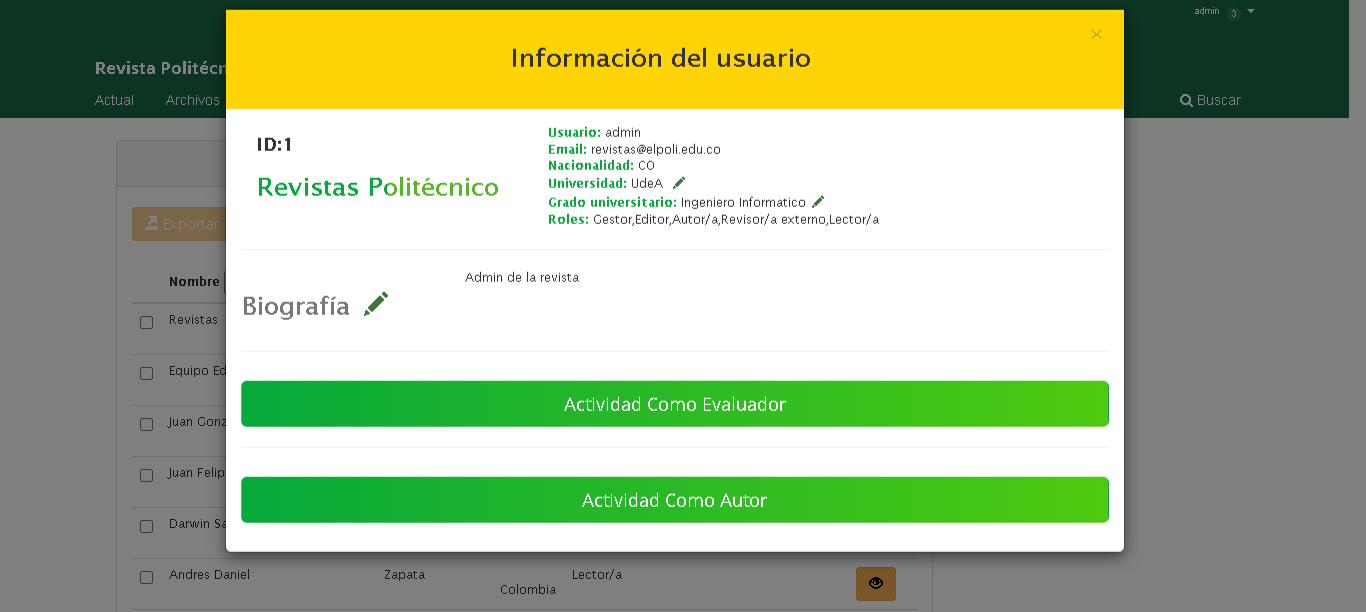 admin 3
Información del usuario
×
Revista Politécn
Actual Archivos
Buscar
ID:1
Revistas Politécnico
Usuario: admin
Email: revistas@elpoli.edu.co
Nacionalidad: CO
Universidad: UdeA
Grado universitario: Ingeniero Informatico
Roles: Gestor,Editor,Autor/a,Revisor/a externo,Lector/a
Exportar
Biografía
Admin de la revista
Nombre
Revistas
Equipo Ed
Juan Gonz
Juan Felip
Darwin Sa
Actividad Como Evaluador
Actividad Como Autor
Andres Daniel Zapata Colombia Lector/a